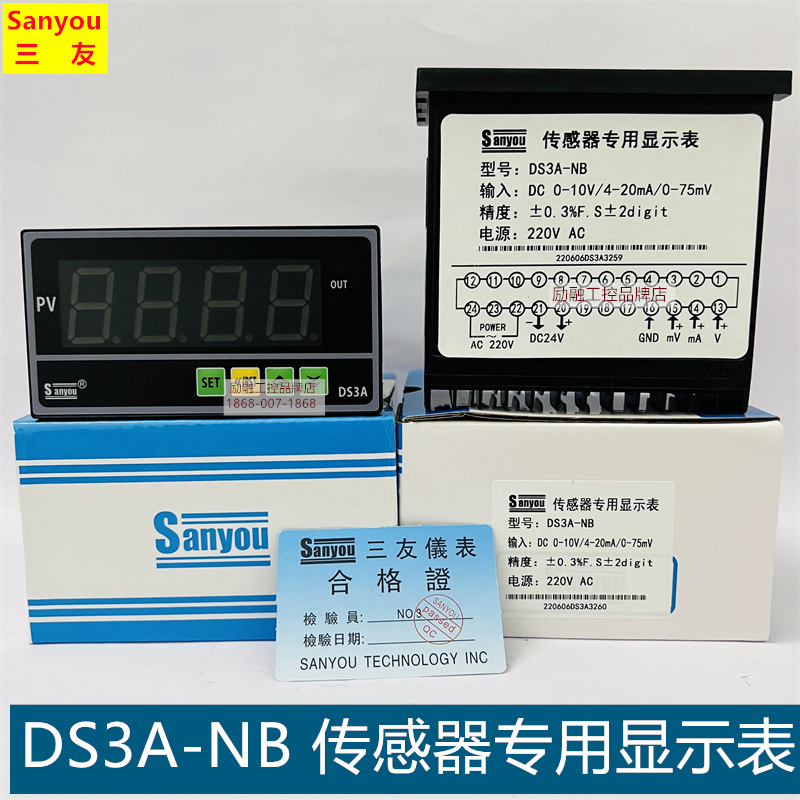 Sanyou
三 友
PV
OUT
SET
DS3A
Sanyou®
励融工控品牌店
1868-007-1868
Sanyou 传感器专用显示表
型号: DS3A-NB
输入: DC 0-10V/4-20mA/0-75mV
精度: ±0.3%F.S±2digit
电源: 220V AC
220606DS3A3259
12 11 10 9 8 7 6 5 4 3 2 1
励融工控品牌店
24 23 22 21 20 19 18 17 16 15 14 13
POWER
AC 220V
- +
DC24V
GND
+
mV
+
mA
+
V
Sanyou
Sanyou 三友儀表
合格證
檢驗員: NO3
檢驗日期:
SANYOU
passed
QC
SANYOU TECHNOLOGY INC
Sanyou 传感器专用显示表
型号: DS3A-NB
输入: DC 0-10V/4-20mA/0-75mV
精度: ±0.3%F.S±2digit
电源: 220V AC
220606DS3A3260
DS3A-NB 传感器专用显示表